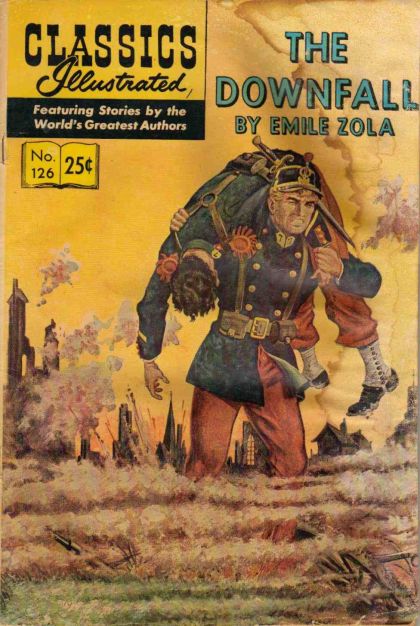 CLASSICS
Illustrated
Featuring Stories by the
World's Greatest Authors
No.
126
25¢
THE
DOWNFALL
BY EMILE ZOLA